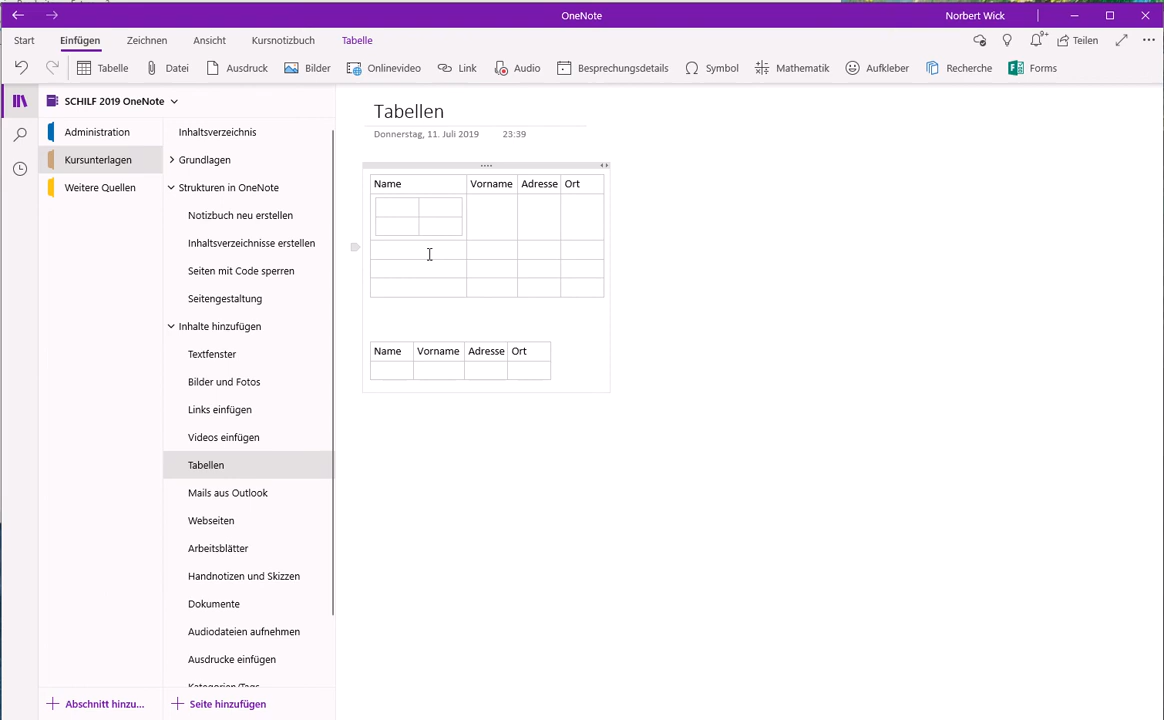 OneNote
Norbert Wick
Start Einfügen Zeichnen Ansicht Kursnotizbuch Tabelle
9+ Teilen
Tabelle Datei Ausdruck Bilder Onlinevideo Link Audio Besprechungsdetails Symbol Mathematik Aufkleber Recherche Forms
SCHILF 2019 OneNote
Administration
Kursunterlagen
Weitere Quellen
Abschnitt hinzu...
Inhaltsverzeichnis
Grundlagen
Strukturen in OneNote
Notizbuch neu erstellen
Inhaltsverzeichnisse erstellen
Seiten mit Code sperren
Seitengestaltung
Inhalte hinzufügen
Textfenster
Bilder und Fotos
Links einfügen
Videos einfügen
Tabellen
Mails aus Outlook
Webseiten
Arbeitsblätter
Handnotizen und Skizzen
Dokumente
Audiodateien aufnehmen
Ausdrucke einfügen
Kategorien/Tags
Seite hinzufügen
Tabellen
Donnerstag, 11. Juli 2019 23:39
Name Vorname Adresse Ort
Name Vorname Adresse Ort